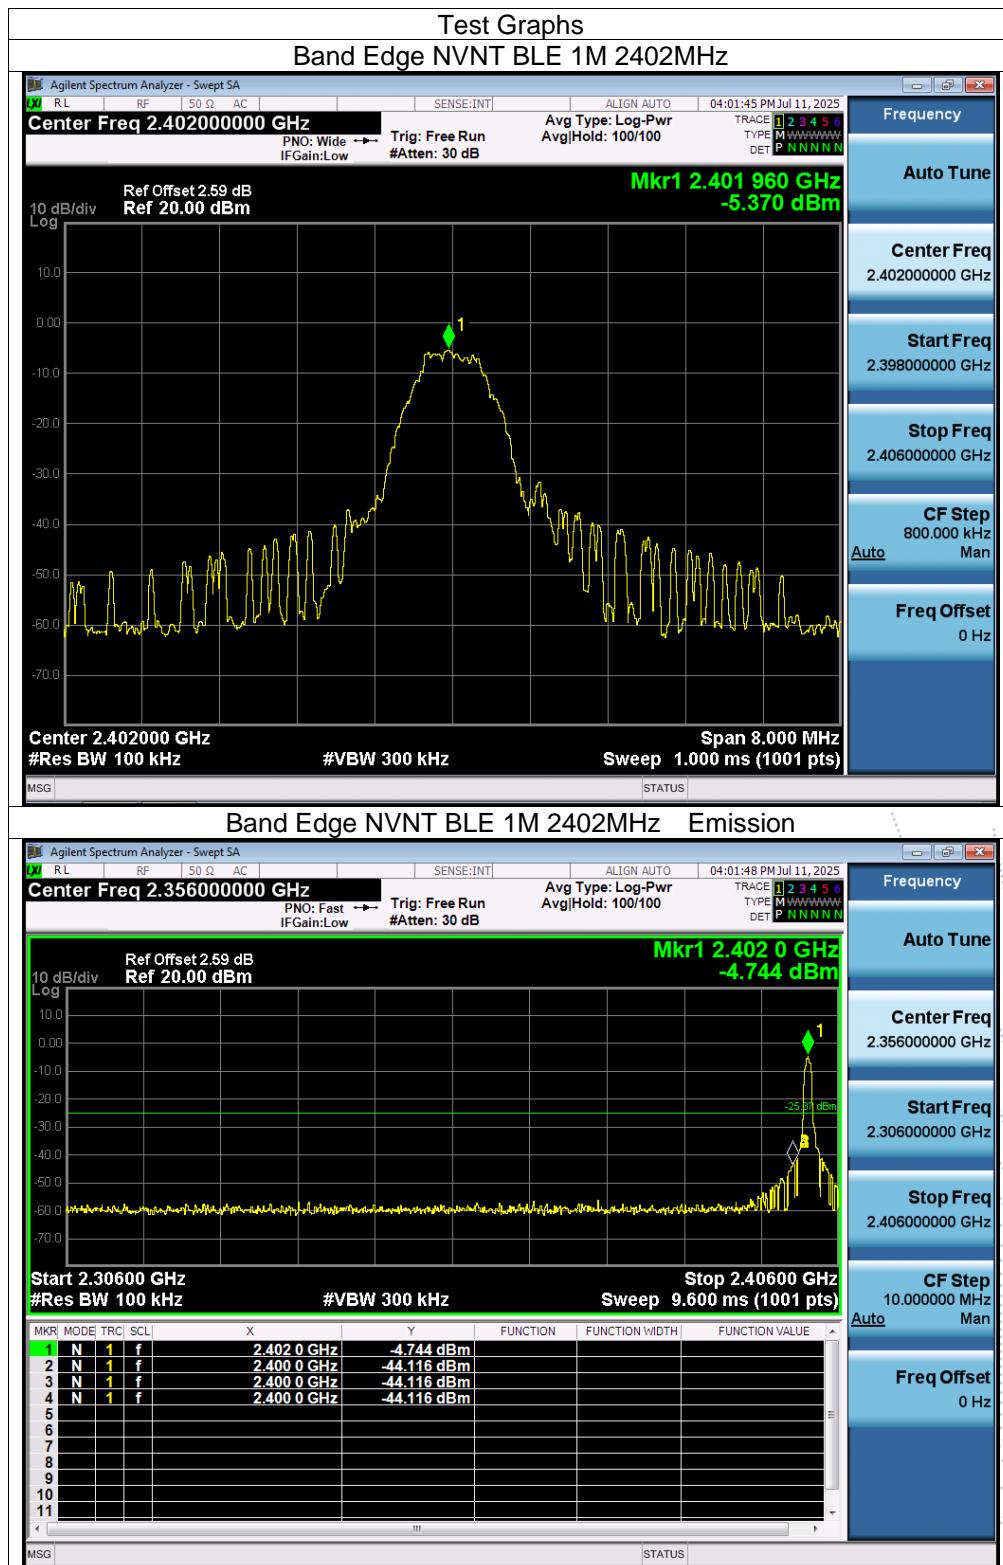 Test Graphs
Band Edge NVNT BLE 1M 2402MHz
Agilent Spectrum Analyzer - Swept SA
LXI RL RF 50 Ω AC SENSE:INT ALIGN AUTO 04:01:45 PM Jul 11, 2025
Center Freq 2.402000000 GHz
PNO: Wide
IFGain:Low
Trig: Free Run
#Atten: 30 dB
Avg Type: Log-Pwr
Avg|Hold: 100/100
TRACE 1 2 3 4 5 6
TYPE M WWWWW
DET P N N N N N
Frequency
Auto Tune
Center Freq
2.402000000 GHz
Start Freq
2.398000000 GHz
Stop Freq
2.406000000 GHz
CF Step
800.000 kHz
Auto Man
Freq Offset
0 Hz
Mkr1 2.401 960 GHz
-5.370 dBm
Ref Offset 2.59 dB
10 dB/div Ref 20.00 dBm
Log
10.0
0.00
-10.0
-20.0
-30.0
-40.0
-50.0
-60.0
-70.0
1
Center 2.402000 GHz Span 8.000 MHz
#Res BW 100 kHz #VBW 300 kHz Sweep 1.000 ms (1001 pts)
MSG STATUS
Band Edge NVNT BLE 1M 2402MHz Emission
Agilent Spectrum Analyzer - Swept SA
LXI RL RF 50 Ω AC SENSE:INT ALIGN AUTO 04:01:48 PM Jul 11, 2025
Center Freq 2.356000000 GHz
PNO: Fast
IFGain:Low
Trig: Free Run
#Atten: 30 dB
Avg Type: Log-Pwr
Avg|Hold: 100/100
TRACE 1 2 3 4 5 6
TYPE M WWWWW
DET P N N N N N
Frequency
Auto Tune
Center Freq
2.356000000 GHz
Start Freq
2.306000000 GHz
Stop Freq
2.406000000 GHz
CF Step
10.000000 MHz
Auto Man
Freq Offset
0 Hz
Mkr1 2.402 0 GHz
-4.744 dBm
Ref Offset 2.59 dB
10 dB/div Ref 20.00 dBm
Log
10.0
0.00
-10.0
-20.0
-30.0
-40.0
-50.0
-60.0
-70.0
1
-25.37 dBm
Start 2.30600 GHz Stop 2.40600 GHz
#Res BW 100 kHz #VBW 300 kHz Sweep 9.600 ms (1001 pts)
MKR MODE TRC SCL X Y FUNCTION FUNCTION WIDTH FUNCTION VALUE
1 N 1 f 2.402 0 GHz -4.744 dBm
2 N 1 f 2.400 0 GHz -44.116 dBm
3 N 1 f 2.400 0 GHz -44.116 dBm
4 N 1 f 2.400 0 GHz -44.116 dBm
5
6
7
8
9
10
11
MSG STATUS